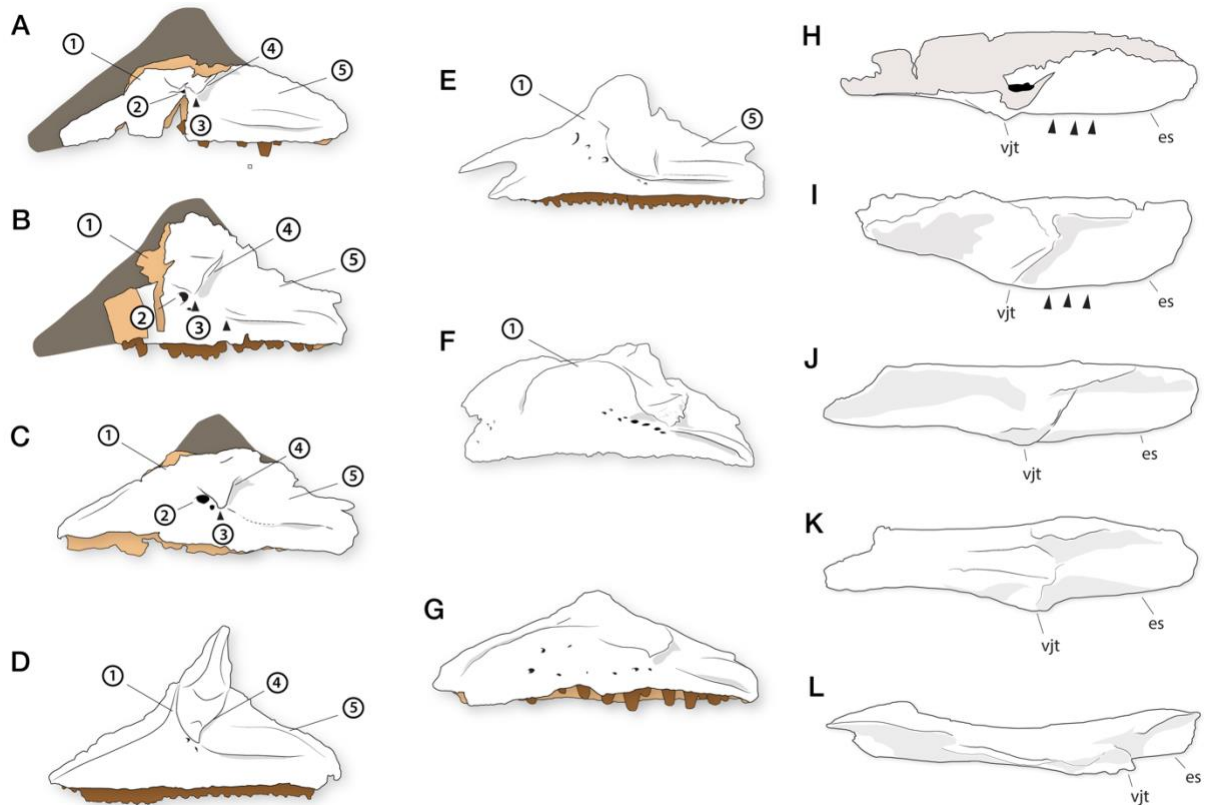 A
①
④
⑤
②
③
B
①
④
⑤
②
③
C
①
④
⑤
②
③
D
①
④
⑤
E
①
⑤
F
①
G
H
vjt
es
I
vjt
es
J
vjt
es
K
vjt
es
L
vjt
es